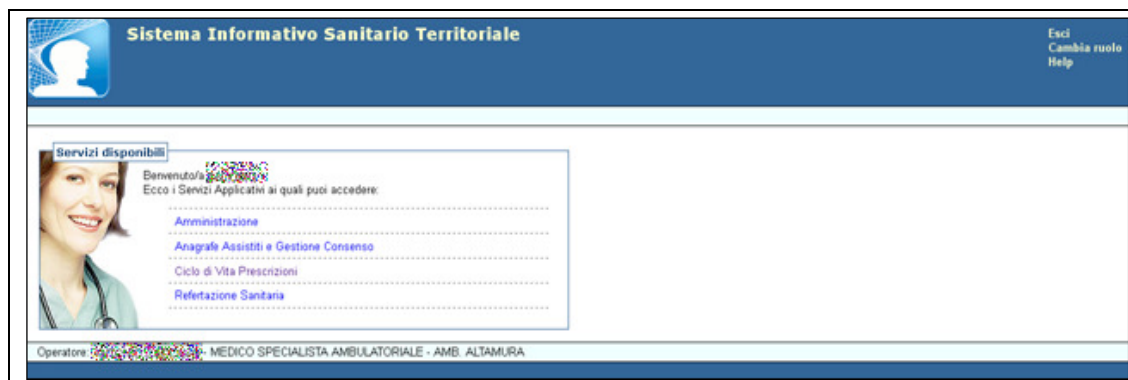 Sistema Informativo Sanitario Territoriale
Esci
Cambia ruolo
Help
Servizi disponibili
Benvenuto/a
Ecco i Servizi Applicativi ai quali puoi accedere:
Amministrazione
Anagrafe Assistiti e Gestione Consenso
Ciclo di Vita Prescrizioni
Refertazione Sanitaria
Operatore: - MEDICO SPECIALISTA AMBULATORIALE - AMB. ALTAMURA